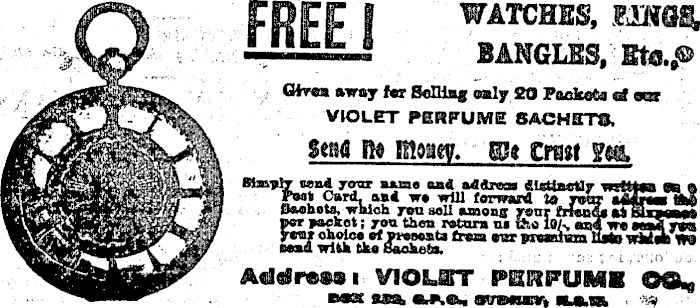 FREE! WATCHES, RINGS,
BANGLES, Etc.,
Given away for Selling only 20 Packets of our
VIOLET PERFUME SACHETS.
Send No Money. We Trust You.
Simply send your name and address distinctly written on a
Post Card, and we will forward to your address the
Sachets, which you sell among your friends at Sixpence
per packet; you then return us the 10/-, and we send you
your choice of presents from our premium lists which we
send with the Sachets.
Address: VIOLET PERFUME CO.,
BOX G.P.O., SYDNEY, N.S.W.